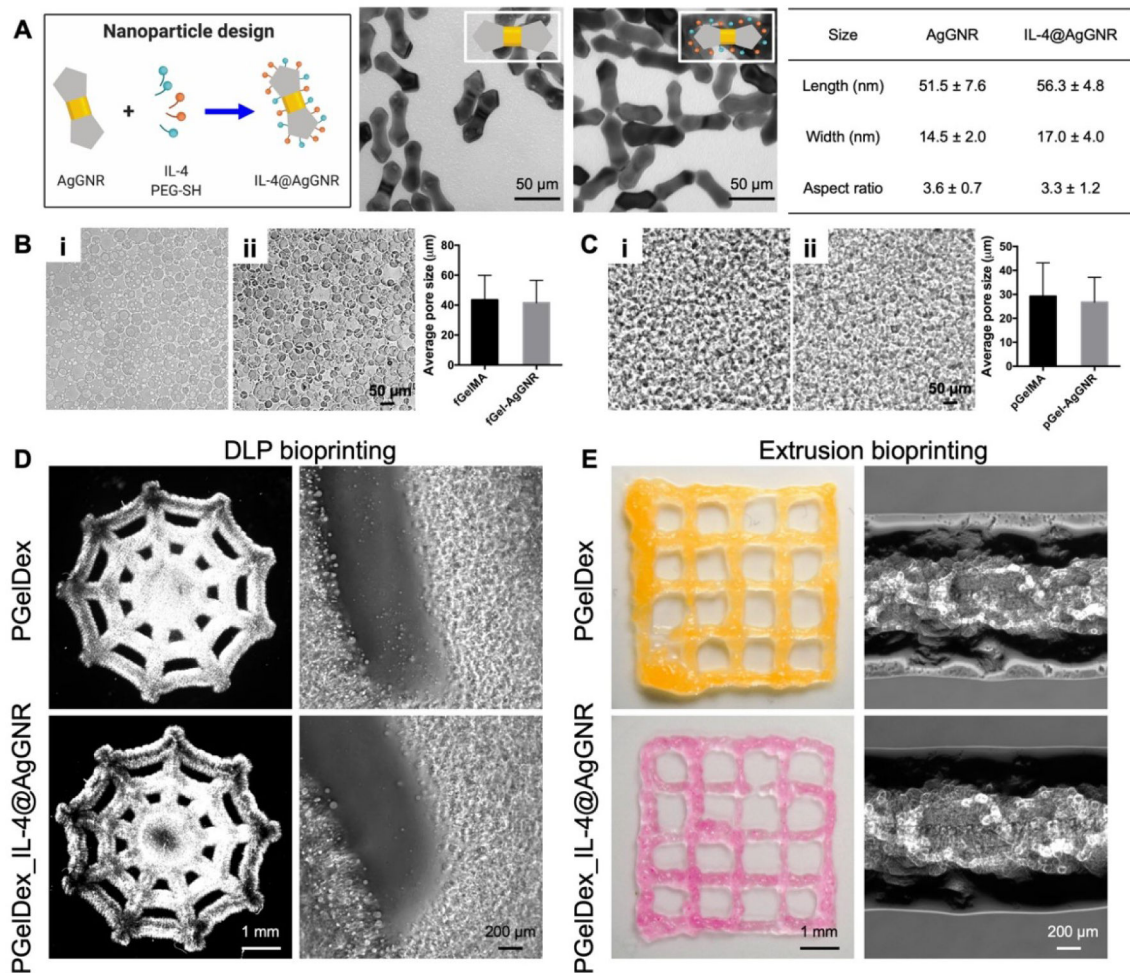 A
Nanoparticle design
+
AgGNR
IL-4
PEG-SH
IL-4@AgGNR
50 μm
50 μm
Size AgGNR IL-4@AgGNR
Length (nm) 51.5 ± 7.6 56.3 ± 4.8
Width (nm) 14.5 ± 2.0 17.0 ± 4.0
Aspect ratio 3.6 ± 0.7 3.3 ± 1.2
B
i
ii
50 μm
Average pore size (μm)
80
60
40
20
0
fGelMA
fGel-AgGNR
C
i
ii
50 μm
Average pore size (μm)
50
40
30
20
10
0
pGelMA
pGel-AgGNR
D
DLP bioprinting
PGelDex
PGelDex_IL-4@AgGNR
1 mm
200 μm
E
Extrusion bioprinting
PGelDex
PGelDex_IL-4@AgGNR
1 mm
200 μm